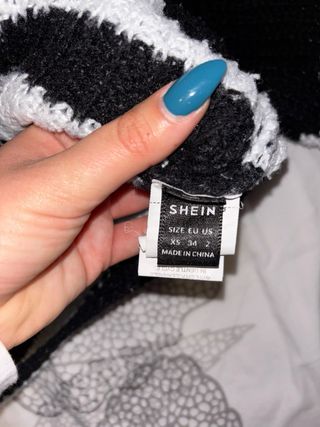 SHEIN
SIZE EU US
XS 34 2
MADE IN CHINA